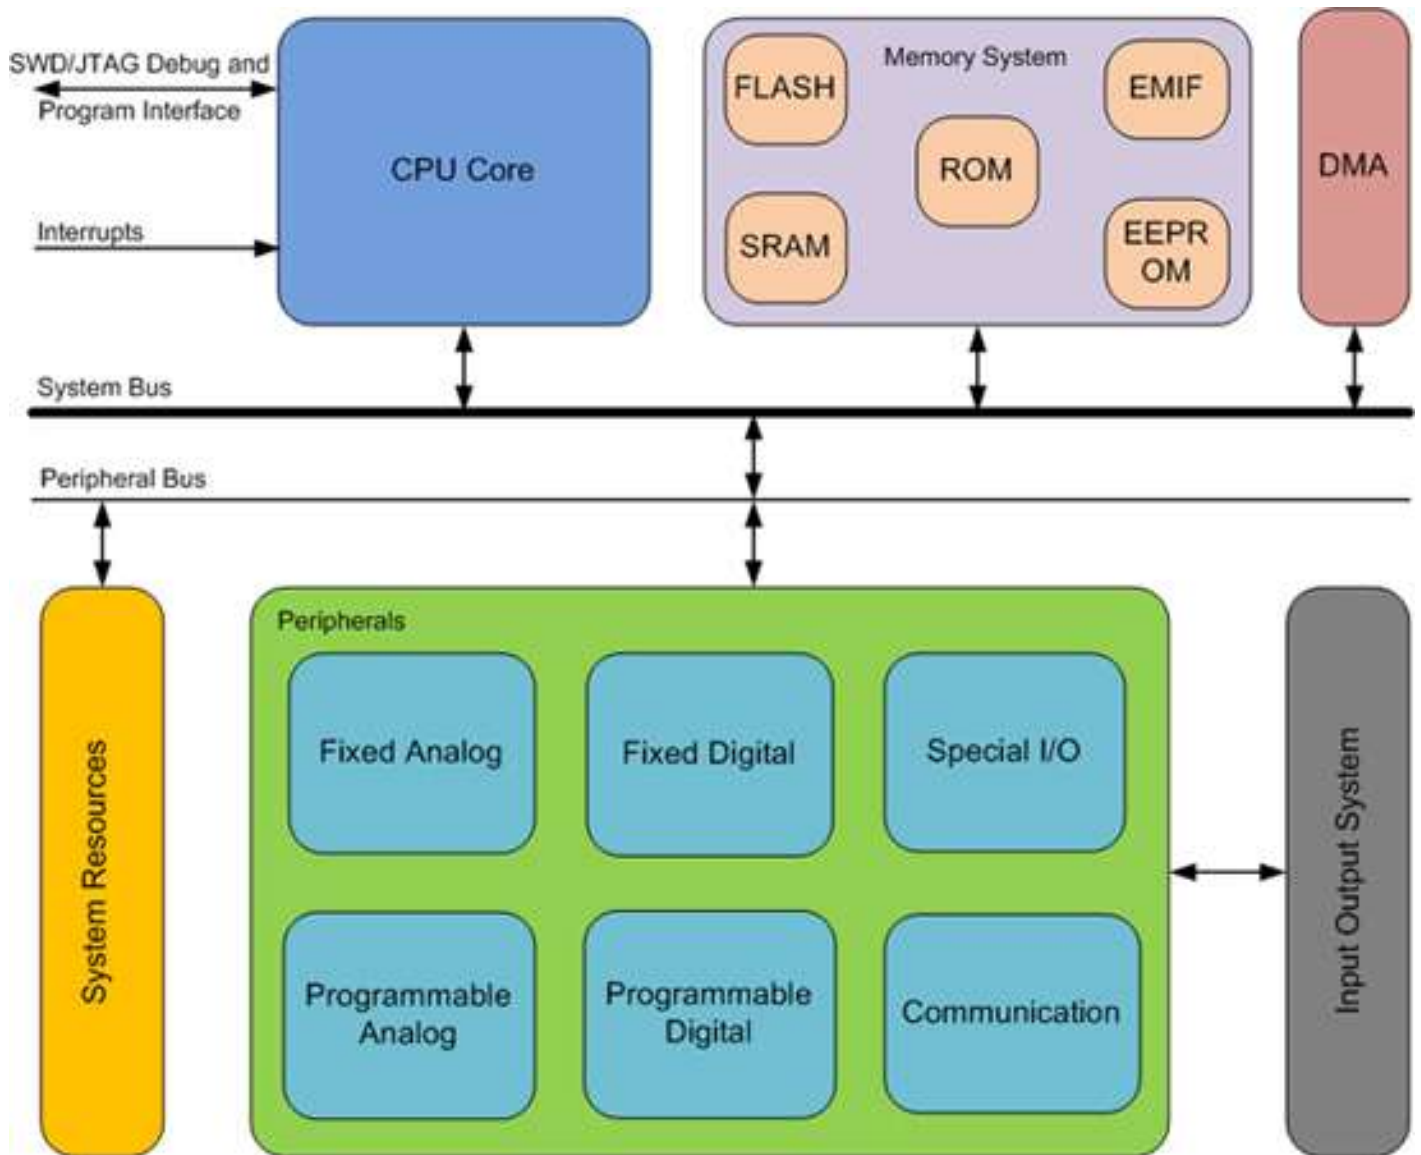 SWD/JTAG Debug and
Program Interface
Interrupts
CPU Core
Memory System
FLASH
EMIF
ROM
SRAM
EEPR
OM
DMA
System Bus
Peripheral Bus
System Resources
Peripherals
Fixed Analog
Fixed Digital
Special I/O
Programmable
Analog
Programmable
Digital
Communication
Input Output System